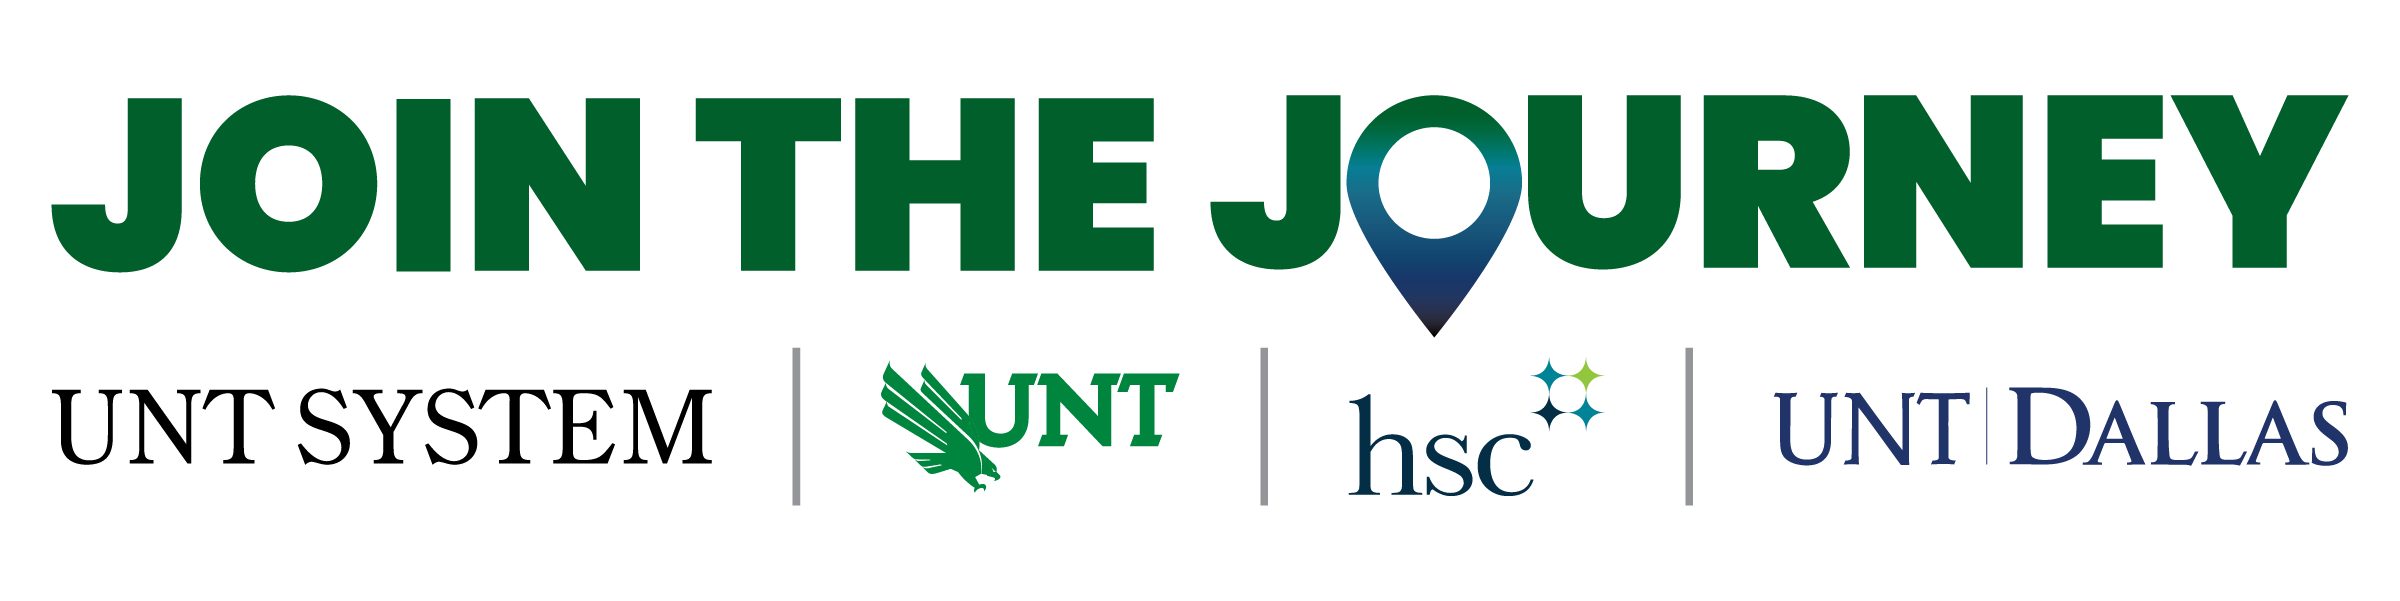 JOIN THE JOURNEY
UNT SYSTEM | UNT | hsc | UNT | DALLAS